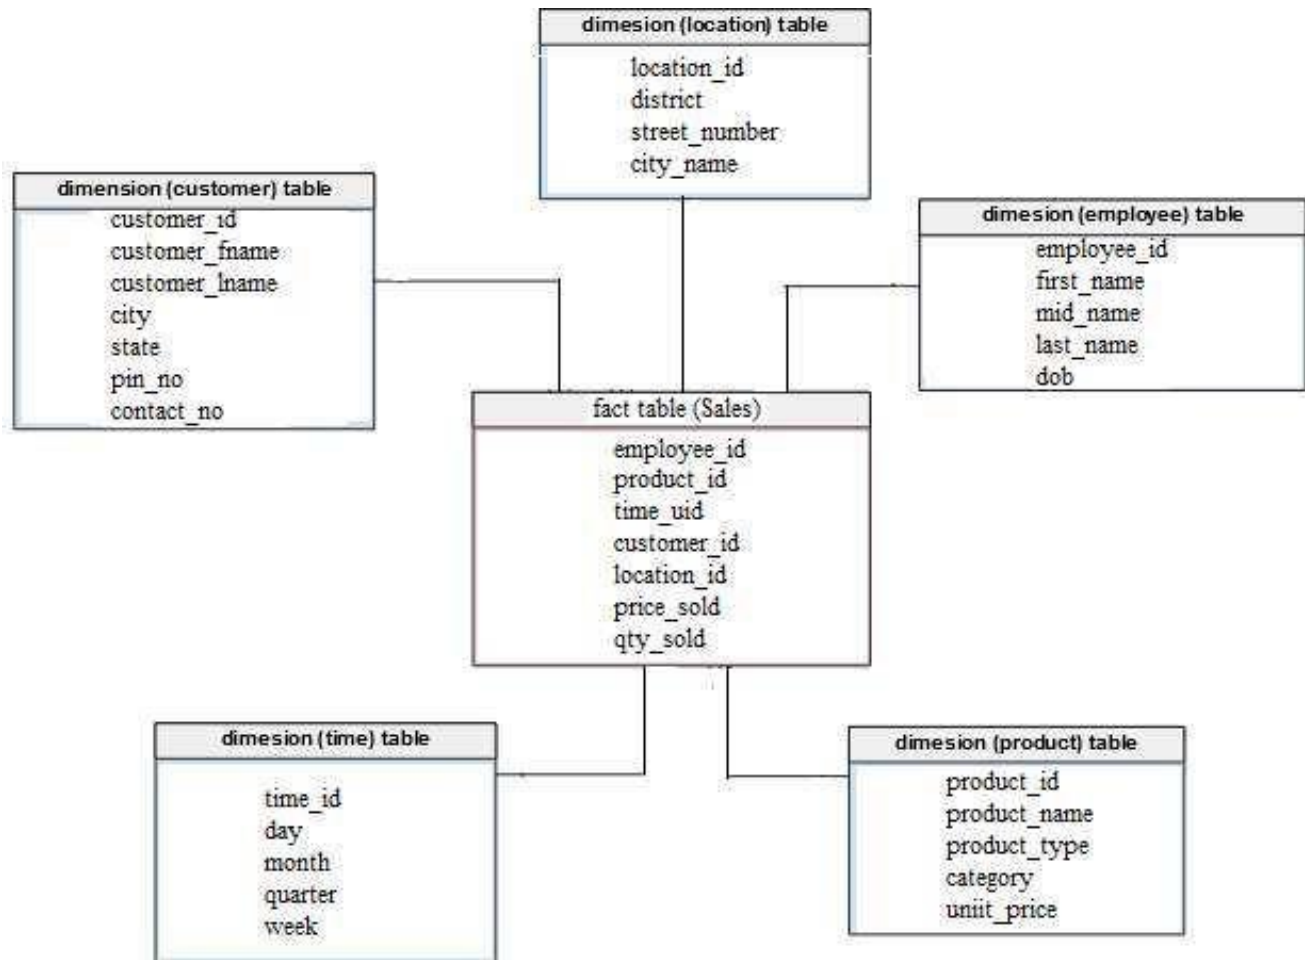 dimesion (location) table
location_id
district
street_number
city_name
dimension (customer) table
customer_id
customer_fname
customer_lname
city
state
pin_no
contact_no
dimesion (employee) table
employee_id
first_name
mid_name
last_name
dob
fact table (Sales)
employee_id
product_id
time_uid
customer_id
location_id
price_sold
qty_sold
dimesion (time) table
time_id
day
month
quarter
week
dimesion (product) table
product_id
product_name
product_type
category
uniit_price